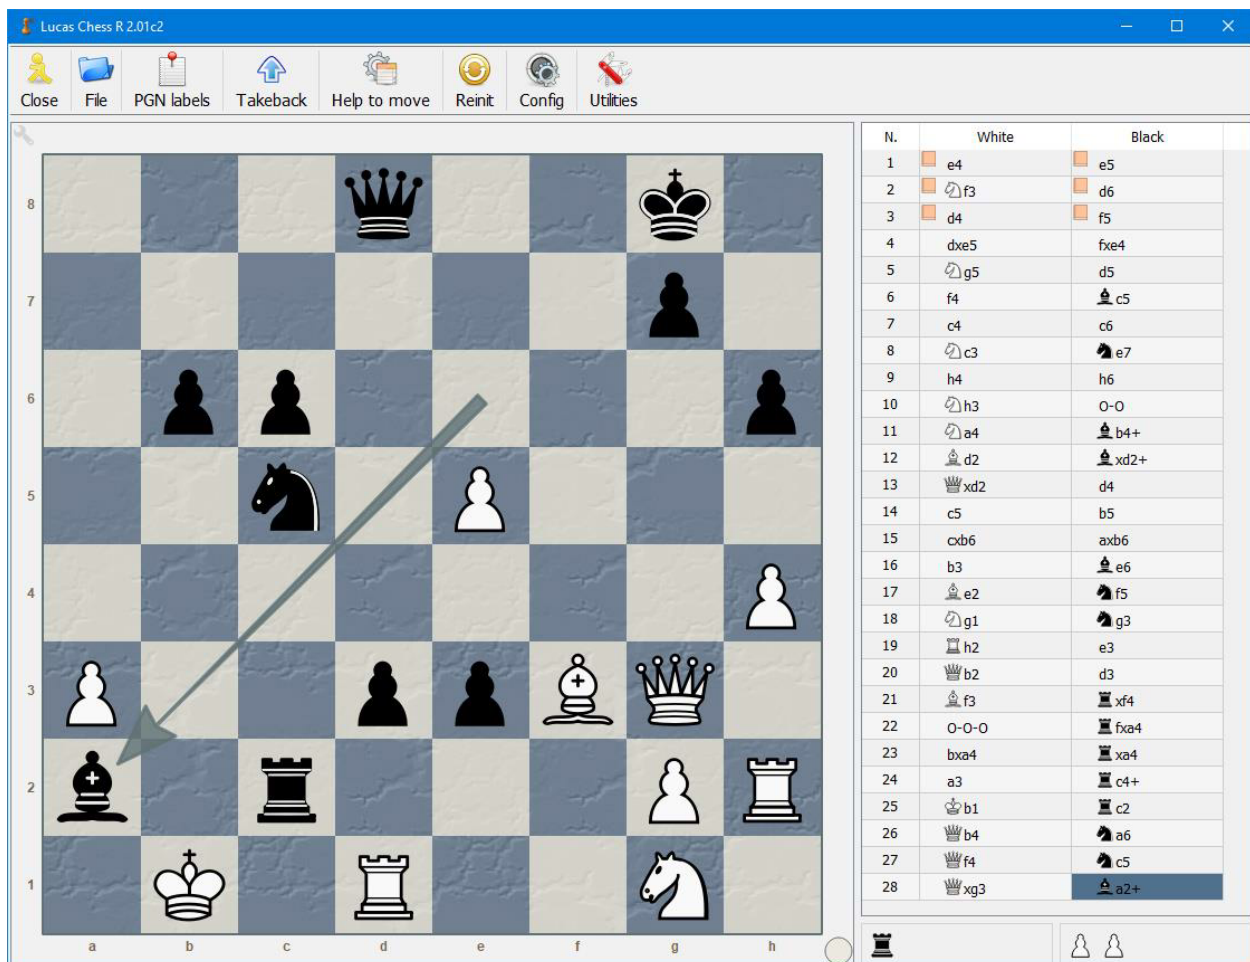 Lucas Chess R 2.01c2
Close File PGN labels Takeback Help to move Reinit Config Utilities
N. White Black
1 e4 e5
2 ♘f3 d6
3 d4 f5
4 dxe5 fxe4
5 ♘g5 d5
6 f4 ♝c5
7 c4 c6
8 ♘c3 ♞e7
9 h4 h6
10 ♘h3 O-O
11 ♘a4 ♝b4+
12 ♗d2 ♝xd2+
13 ♕xd2 d4
14 c5 b5
15 cxb6 axb6
16 b3 ♝e6
17 ♗e2 ♞f5
18 ♘g1 ♞g3
19 ♖h2 e3
20 ♕b2 d3
21 ♗f3 ♜xf4
22 O-O-O ♜fxa4
23 bxa4 ♜xa4
24 a3 ♜c4+
25 ♔b1 ♜c2
26 ♕b4 ♞a6
27 ♕f4 ♞c5
28 ♕xg3 ♝a2+
8
7
6
5
4
3
2
1
a b c d e f g h